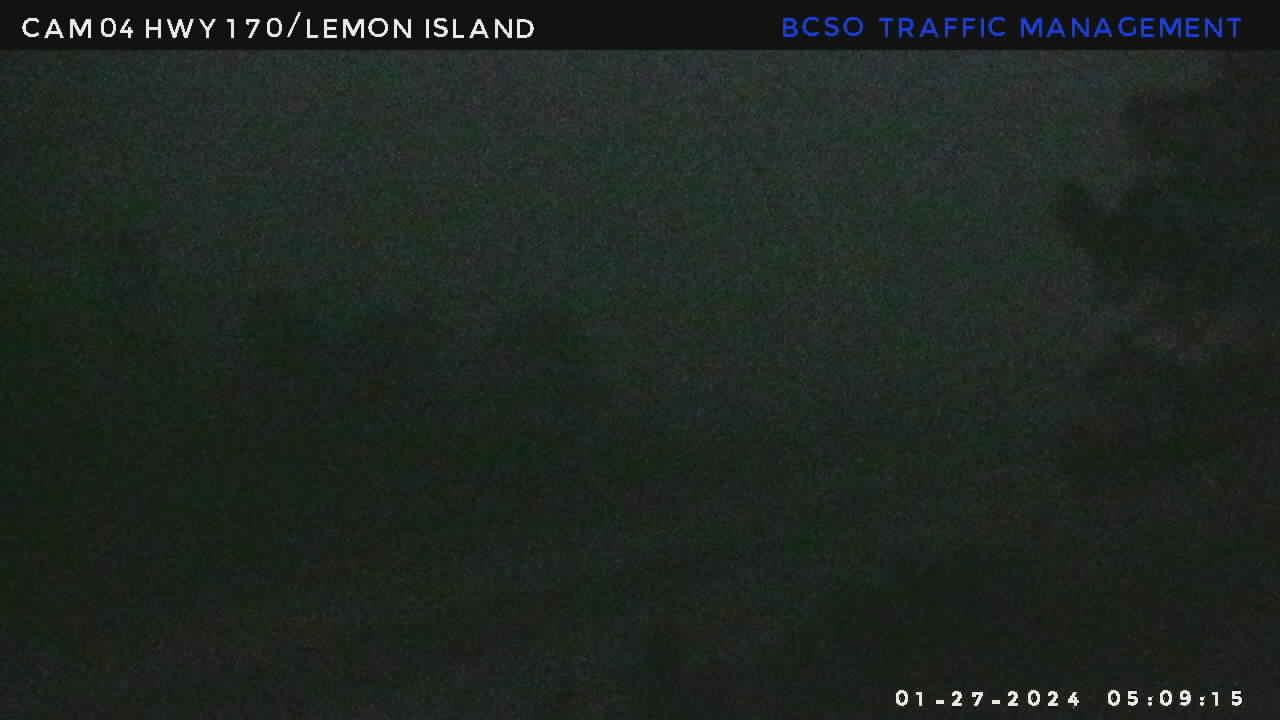 CAM04 HWY 170/LEMON ISLAND
BCSO TRAFFIC MANAGEMENT
01-27-2024 05:09:15